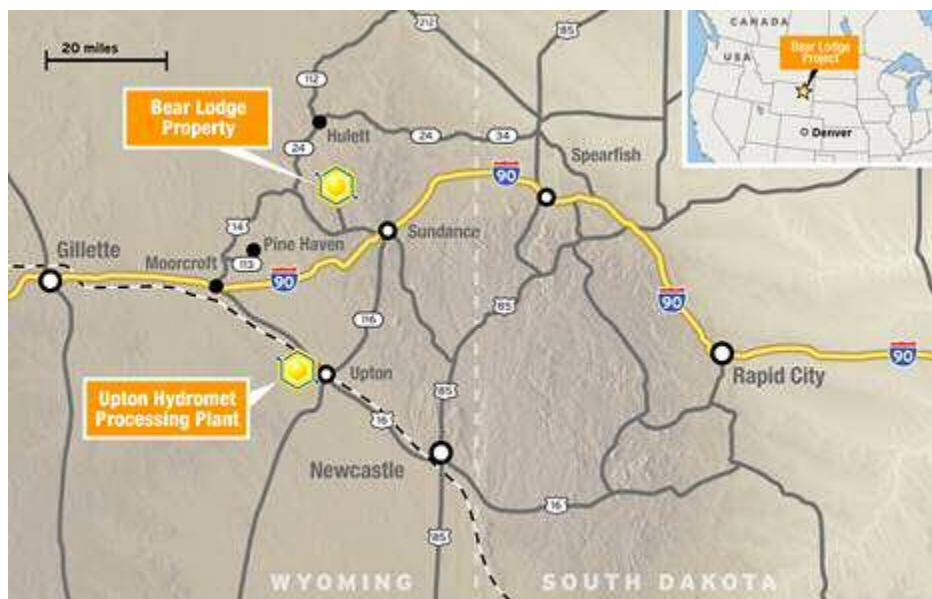 20 miles
212
85
CANADA
USA
Bear Lodge
Project
Denver
112
Bear Lodge
Property
Hulett
24
24
34
Spearfish
90
14
Sundance
Pine Haven
Gillette
Moorcroft
113
90
90
85
116
90
Rapid City
Upton
Upton Hydromet
Processing Plant
85
16
Newcastle
16
85
WYOMING
SOUTH DAKOTA